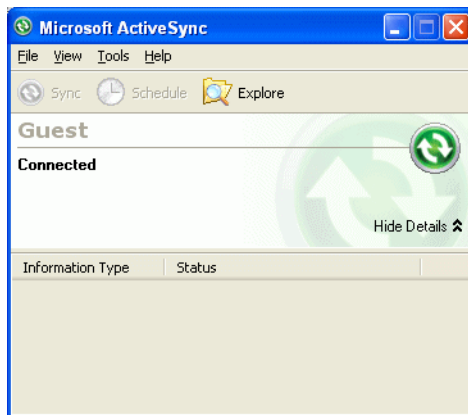 Microsoft ActiveSync
File View Tools Help
Sync Schedule Explore
Guest
Connected
Hide Details
Information Type Status